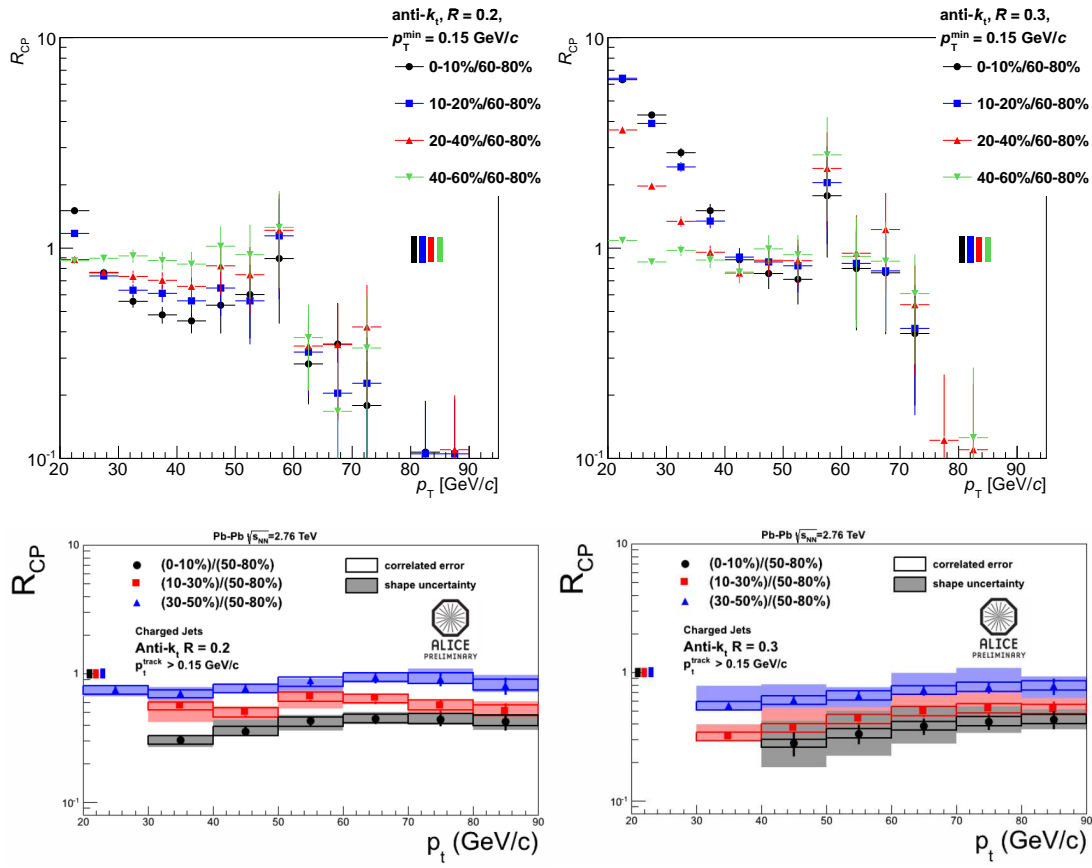 anti-kt, R = 0.2,
pTmin = 0.15 GeV/c
0-10%/60-80%
10-20%/60-80%
20-40%/60-80%
40-60%/60-80%
RCP
10
1
10-1
20 30 40 50 60 70 80 90
pT [GeV/c]
anti-kt, R = 0.3,
pTmin = 0.15 GeV/c
0-10%/60-80%
10-20%/60-80%
20-40%/60-80%
40-60%/60-80%
RCP
10
1
10-1
20 30 40 50 60 70 80 90
pT [GeV/c]
Pb-Pb √sNN=2.76 TeV
RCP
10
1
10-1
(0-10%)/(50-80%)
(10-30%)/(50-80%)
(30-50%)/(50-80%)
correlated error
shape uncertainty
Charged Jets
Anti-kt R = 0.2
pttrack > 0.15 GeV/c
ALICE
PRELIMINARY
20 30 40 50 60 70 80 90
pt (GeV/c)
Pb-Pb √sNN=2.76 TeV
RCP
10
1
10-1
(0-10%)/(50-80%)
(10-30%)/(50-80%)
(30-50%)/(50-80%)
correlated error
shape uncertainty
Charged Jets
Anti-kt R = 0.3
pttrack > 0.15 GeV/c
ALICE
PRELIMINARY
20 30 40 50 60 70 80 90
pt (GeV/c)